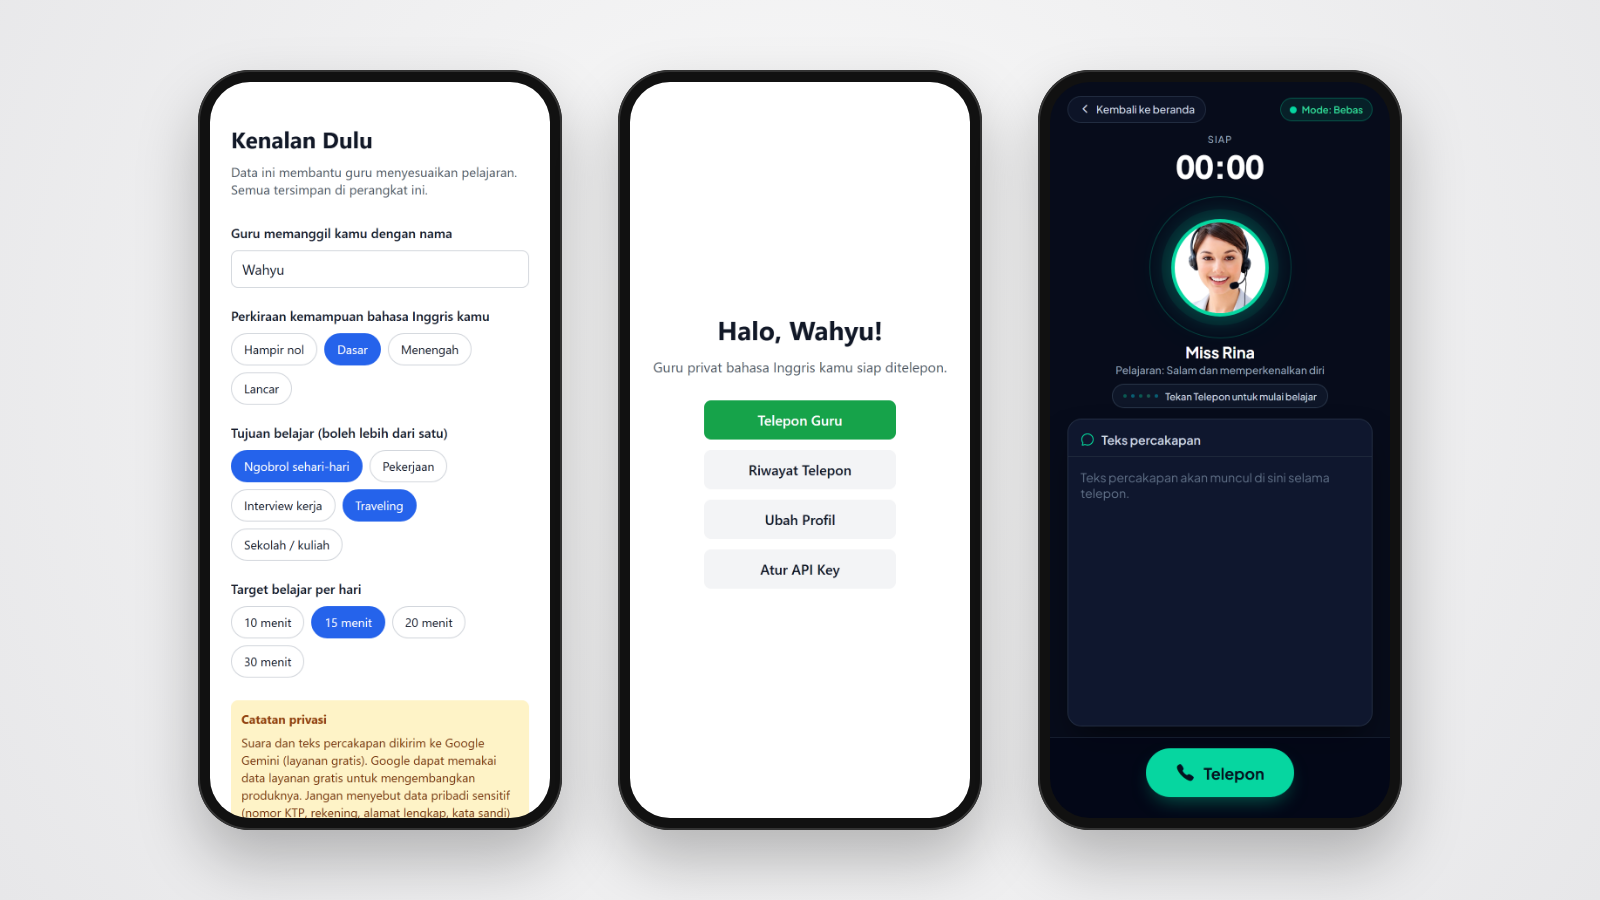 Kenalan Dulu
Data ini membantu guru menyesuaikan pelajaran.
Semua tersimpan di perangkat ini.
Guru memanggil kamu dengan nama
Wahyu
Perkiraan kemampuan bahasa Inggris kamu
Hampir nol
Dasar
Menengah
Lancar
Tujuan belajar (boleh lebih dari satu)
Ngobrol sehari-hari
Pekerjaan
Interview kerja
Traveling
Sekolah / kuliah
Target belajar per hari
10 menit
15 menit
20 menit
30 menit
Catatan privasi
Suara dan teks percakapan dikirim ke Google
Gemini (layanan gratis). Google dapat memakai
data layanan gratis untuk mengembangkan
produknya. Jangan menyebut data pribadi sensitif
(nomor KTP, rekening, alamat lengkap, kata sandi)
Halo, Wahyu!
Guru privat bahasa Inggris kamu siap ditelepon.
Telepon Guru
Riwayat Telepon
Ubah Profil
Atur API Key
Kembali ke beranda
Mode: Bebas
SIAP
00:00
Miss Rina
Pelajaran: Salam dan memperkenalkan diri
Tekan Telepon untuk mulai belajar
Teks percakapan
Teks percakapan akan muncul di sini selama
telepon.
Telepon